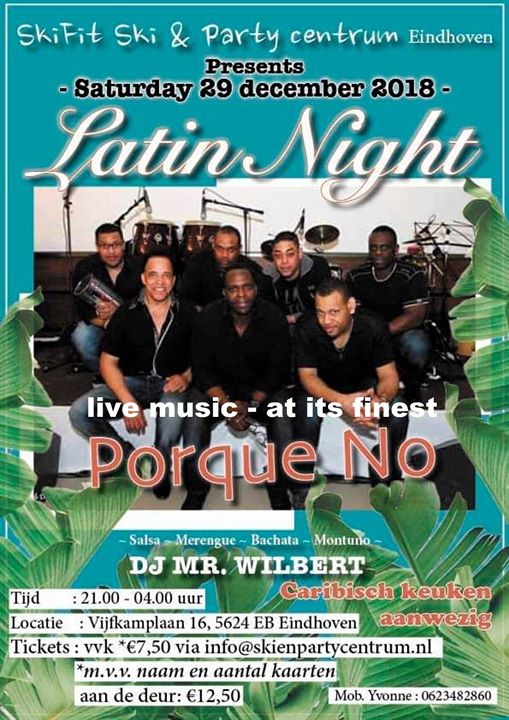 SkiFit Ski & Party centrum Eindhoven
Presents
- Saturday 29 december 2018 -
Latin Night
live music - at its finest
Porque No
~ Salsa ~ Merengue ~ Bachata ~ Montuno ~
DJ MR. WILBERT
Caribisch keuken
aanwezig
Tijd : 21.00 - 04.00 uur
Locatie : Vijfkamplaan 16, 5624 EB Eindhoven
Tickets : vvk *€7,50 via info@skienpartycentrum.nl
*m.v.v. naam en aantal kaarten
aan de deur: €12,50
Mob. Yvonne : 0623482860